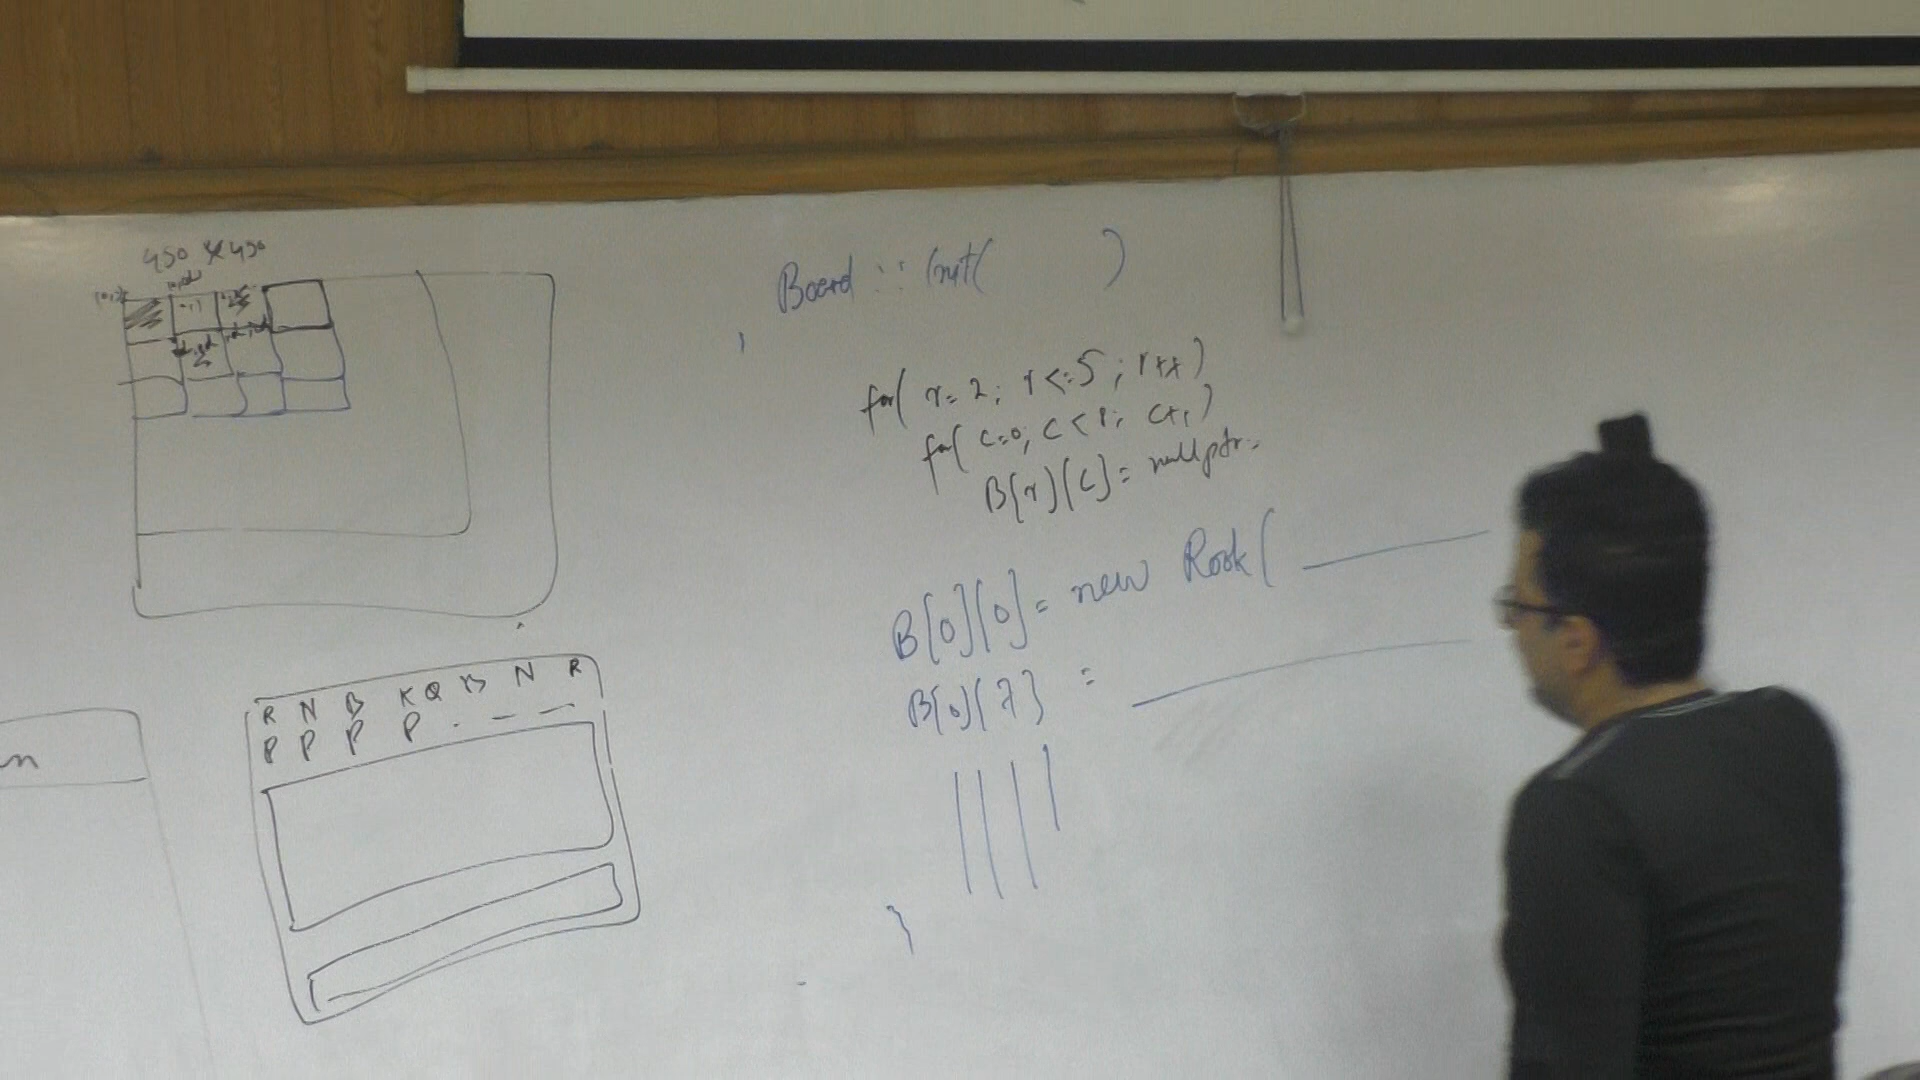 450 x 450
Board :: Init( )
for( r=2; r<=5; r++)
for( c=0; c<8; c++)
B[r][c]= nullptr;
B[0][0]= new Rook(
B[0][7] =
}
R N B K Q B N R
P P P P . — —
n